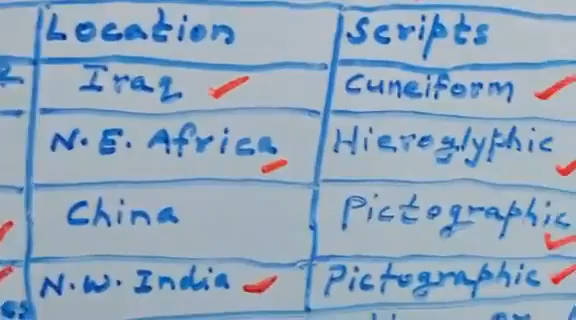 Location Scripts
Iraq Cuneiform
N.E. Africa Hieroglyphic
China Pictographic
N.W. India Pictographic